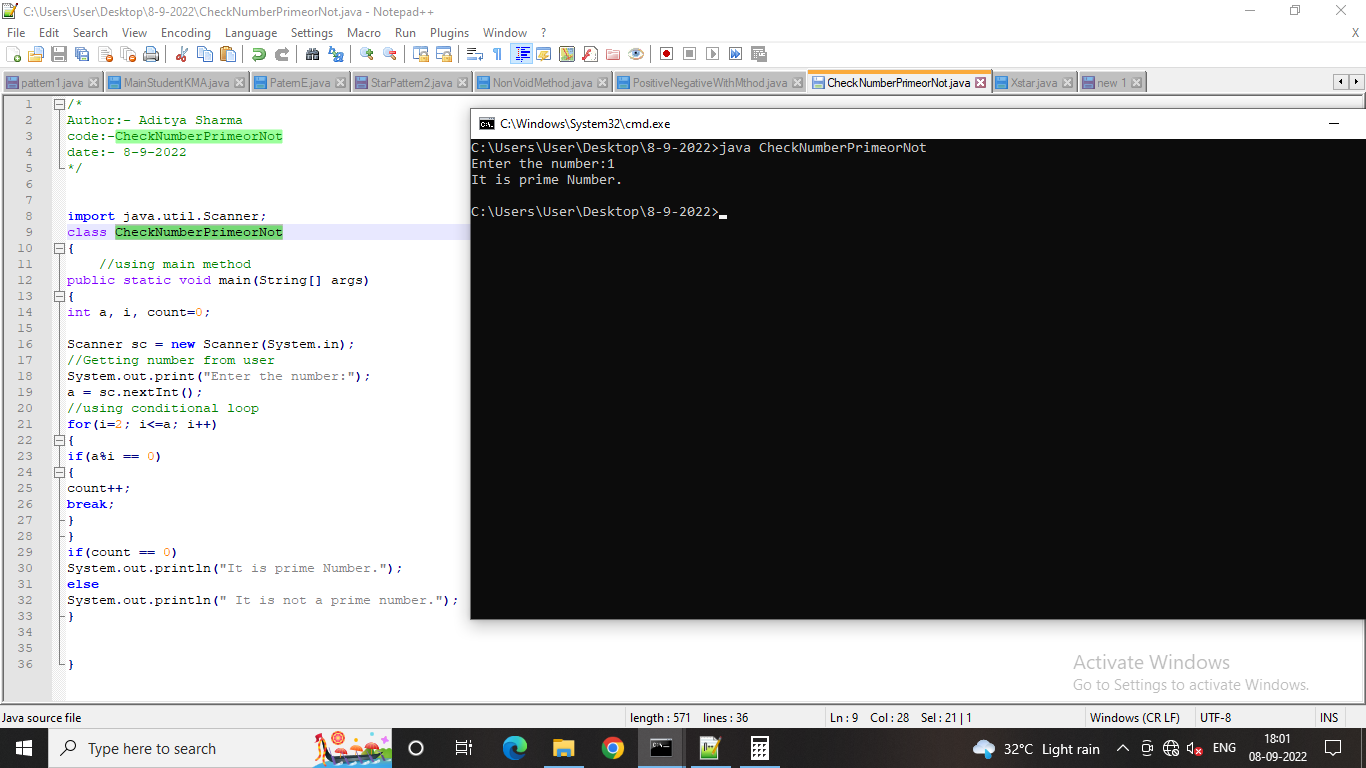 C:\Users\User\Desktop\8-9-2022\CheckNumberPrimeorNot.java - Notepad++
File Edit Search View Encoding Language Settings Macro Run Plugins Window ? X
pattern1.java MainStudentKMA.java PaternE.java StarPattern2.java NonVoidMethod.java PositiveNegativeWithMthod.java CheckNumberPrimeorNot.java Xstar.java new 1
1 /*
2 Author:- Aditya Sharma
3 code:-CheckNumberPrimeorNot
4 date:- 8-9-2022
5 */
6
7
8 import java.util.Scanner;
9 class CheckNumberPrimeorNot
10 {
11 //using main method
12 public static void main(String[] args)
13 {
14 int a, i, count=0;
15
16 Scanner sc = new Scanner(System.in);
17 //Getting number from user
18 System.out.print("Enter the number:");
19 a = sc.nextInt();
20 //using conditional loop
21 for(i=2; i<=a; i++)
22 {
23 if(a%i == 0)
24 {
25 count++;
26 break;
27 }
28 }
29 if(count == 0)
30 System.out.println("It is prime Number.");
31 else
32 System.out.println(" It is not a prime number.");
33 }
34
35
36 }
C:\Windows\System32\cmd.exe
C:\Users\User\Desktop\8-9-2022>java CheckNumberPrimeorNot
Enter the number:1
It is prime Number.
C:\Users\User\Desktop\8-9-2022>
Activate Windows
Go to Settings to activate Windows.
Java source file length : 571 lines : 36 Ln : 9 Col : 28 Sel : 21 | 1 Windows (CR LF) UTF-8 INS
Type here to search 32°C Light rain ENG 18:01
08-09-2022